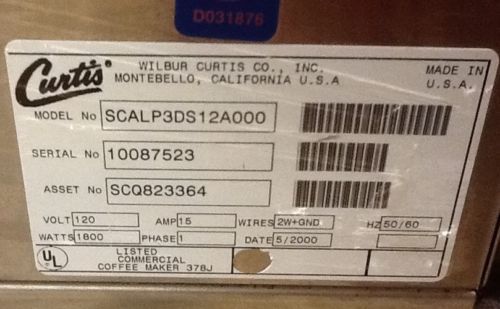 D031876
Curtis
WILBUR CURTIS CO., INC.
MONTEBELLO, CALIFORNIA U.S.A
MADE IN
U.S.A.
MODEL No SCALP3DS12A000
SERIAL No 10087523
ASSET No SCQ823364
VOLT 120 AMP 15 WIRES 2W+GND HZ 50/60
WATTS 1800 PHASE 1 DATE 5/2000
UL LISTED
COMMERCIAL
COFFEE MAKER 378J